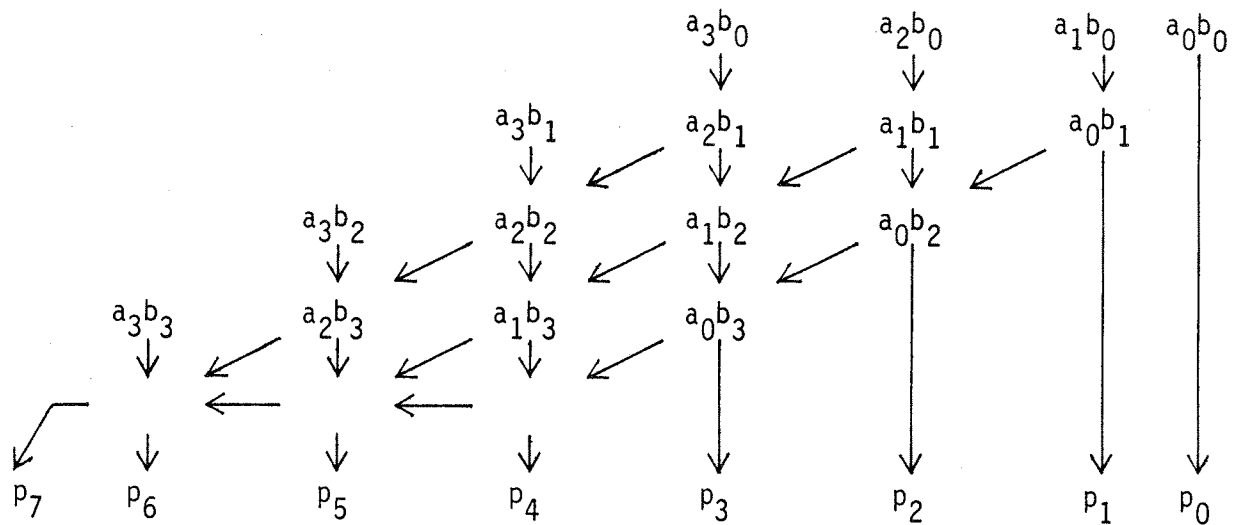 a₃b₀ a₂b₀ a₁b₀ a₀b₀
a₃b₁ a₂b₁ a₁b₁ a₀b₁
a₃b₂ a₂b₂ a₁b₂ a₀b₂
a₃b₃ a₂b₃ a₁b₃ a₀b₃
p₇ p₆ p₅ p₄ p₃ p₂ p₁ p₀